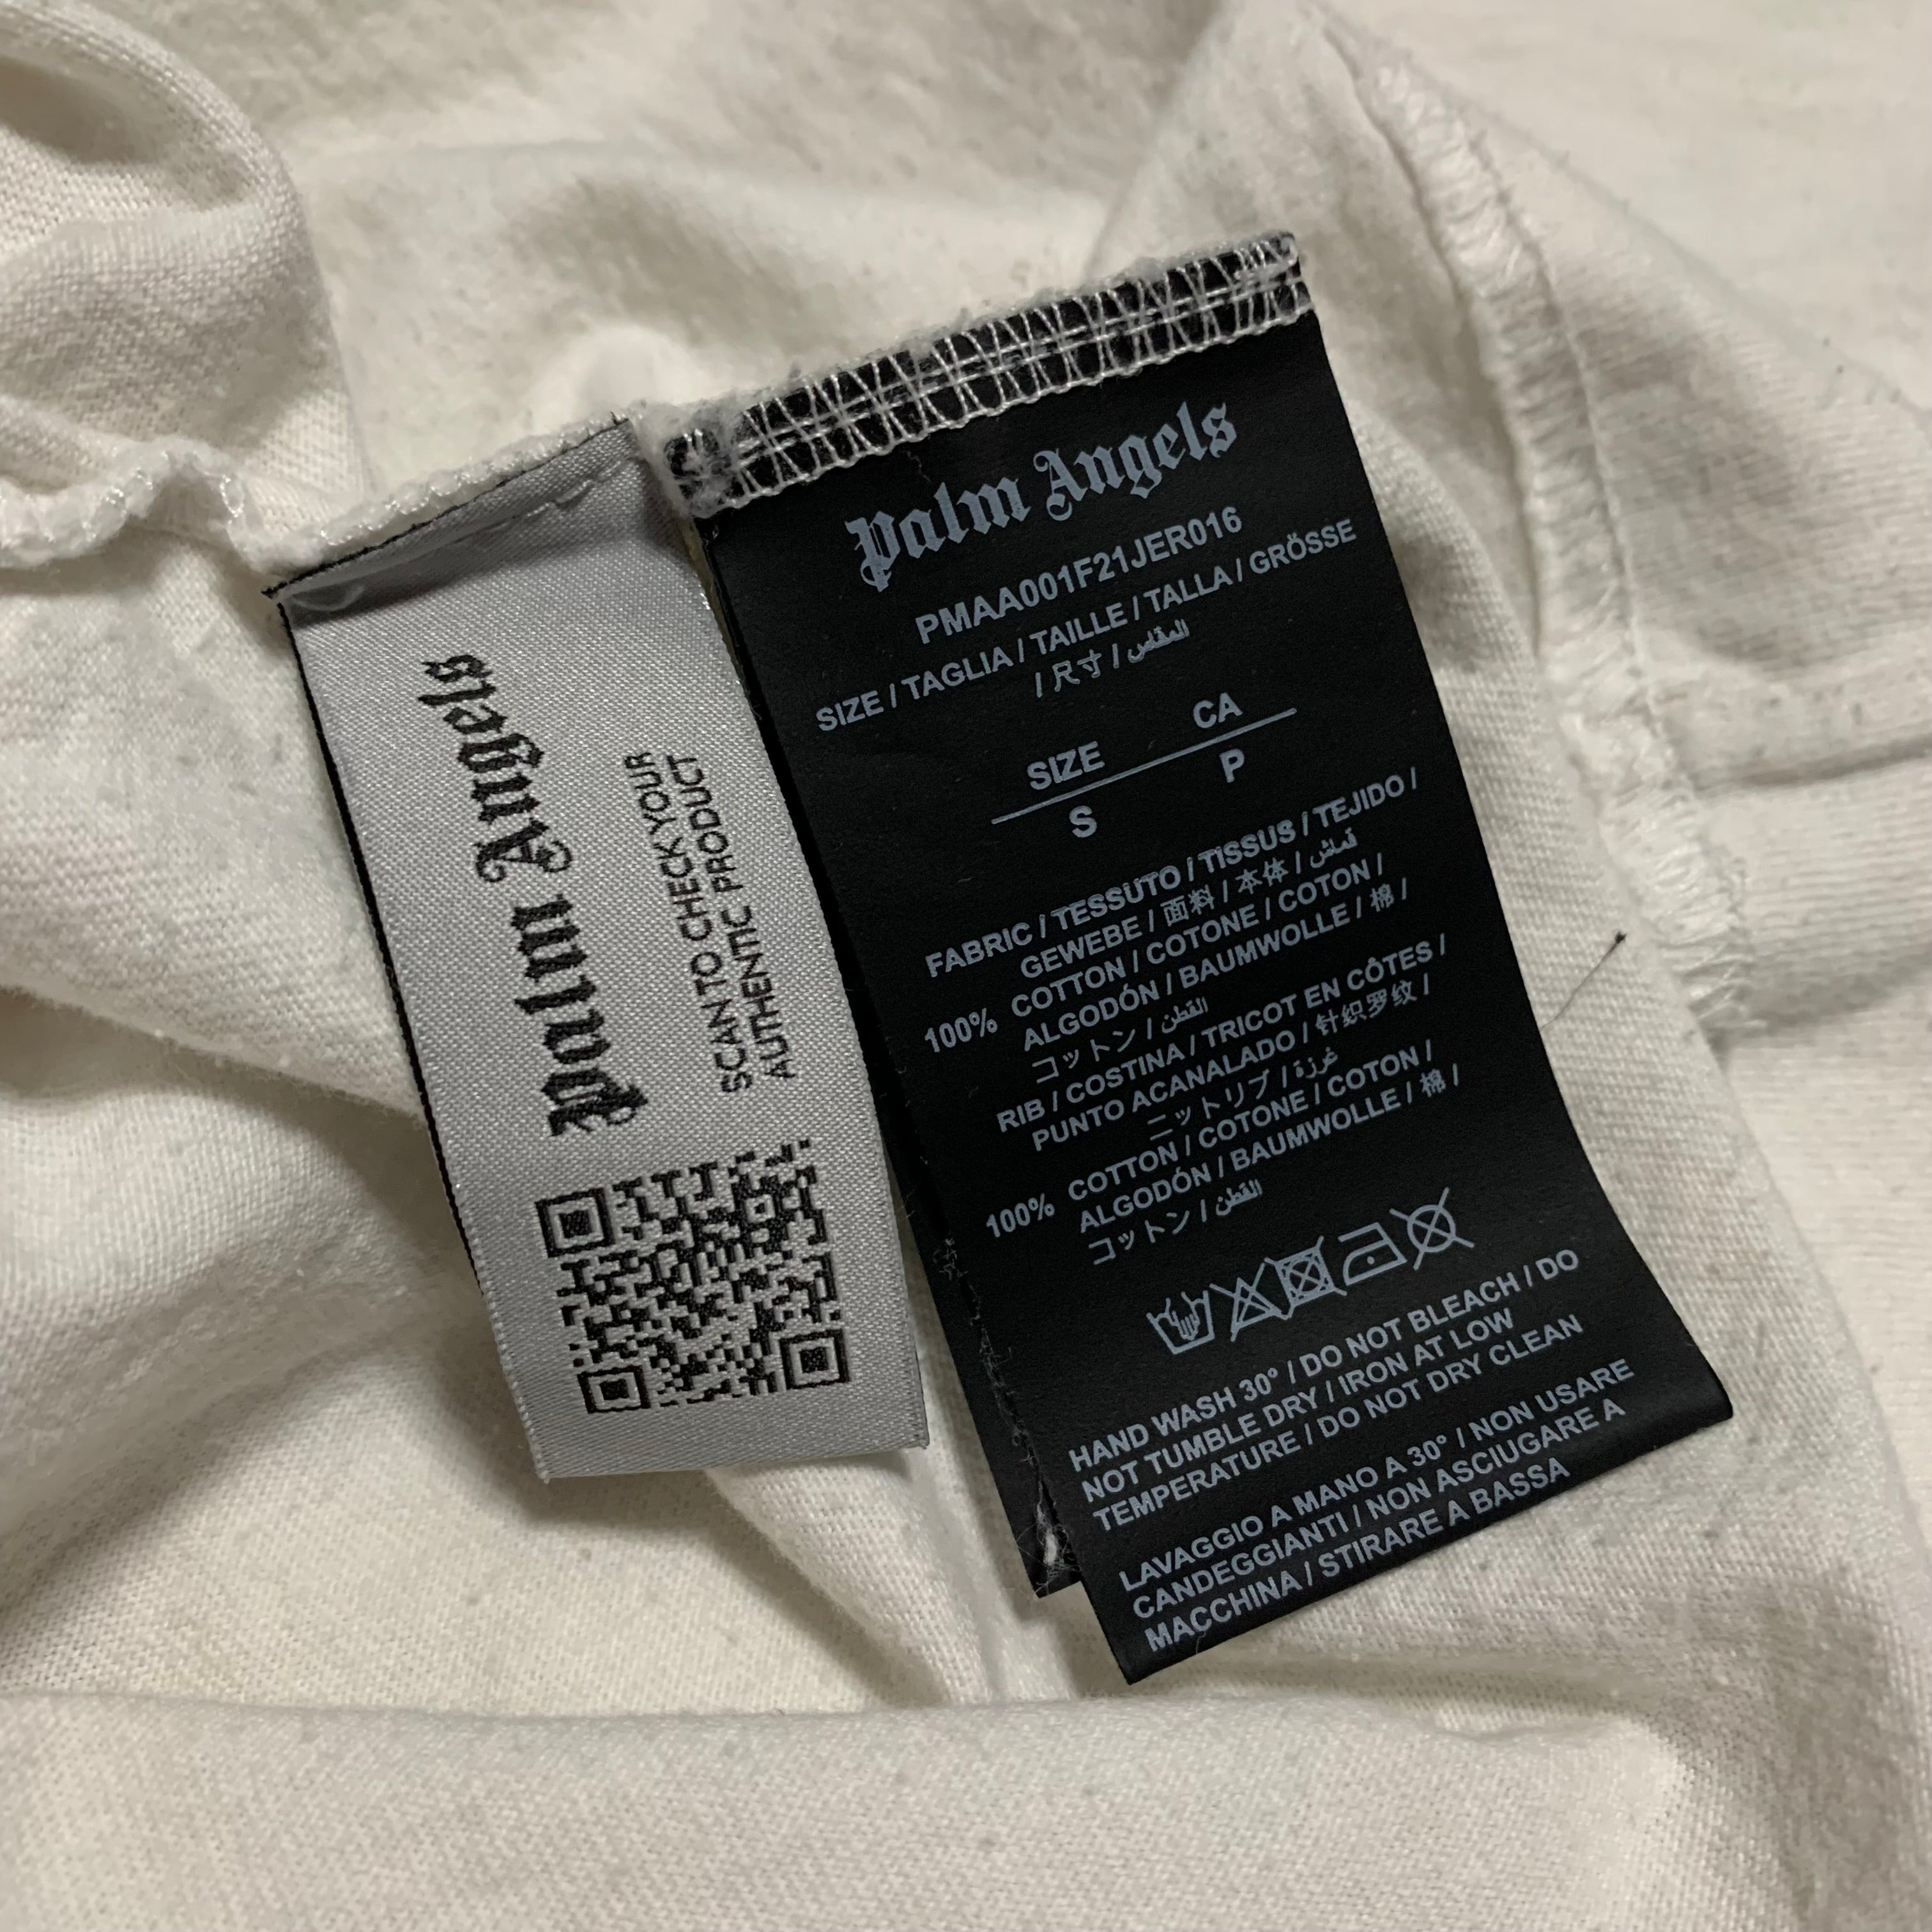 Palm Angels
SCAN TO CHECK YOUR
AUTHENTIC PRODUCT
Palm Angels
PMAA001F21JER016
SIZE / TAGLIA / TAILLE / TALLA / GRÖSSE
/ 尺寸 / المقاس
SIZE CA
S P
FABRIC / TESSUTO / TISSUS / TEJIDO /
GEWEBE / 面料 / 本体 / قماش
100% COTTON / COTONE / COTON /
ALGODÓN / BAUMWOLLE / 棉 /
コットン / القطن
RIB / COSTINA / TRICOT EN CÔTES /
PUNTO ACANALADO / 针织罗纹 /
ニットリブ / غرزة
100% COTTON / COTONE / COTON /
ALGODÓN / BAUMWOLLE / 棉 /
コットン / القطن
HAND WASH 30° / DO NOT BLEACH / DO
NOT TUMBLE DRY / IRON AT LOW
TEMPERATURE / DO NOT DRY CLEAN
LAVAGGIO A MANO A 30° / NON USARE
CANDEGGIANTI / NON ASCIUGARE A
MACCHINA / STIRARE A BASSA